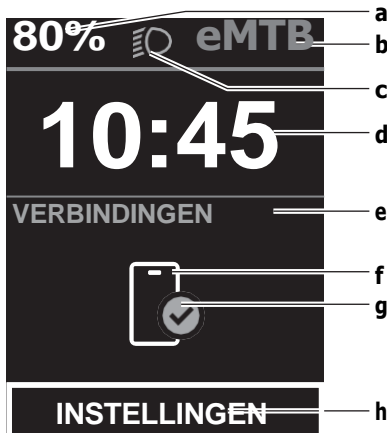 80% eMTB
10:45
VERBINDINGEN
INSTELLINGEN
a
b
c
d
e
f
g
h